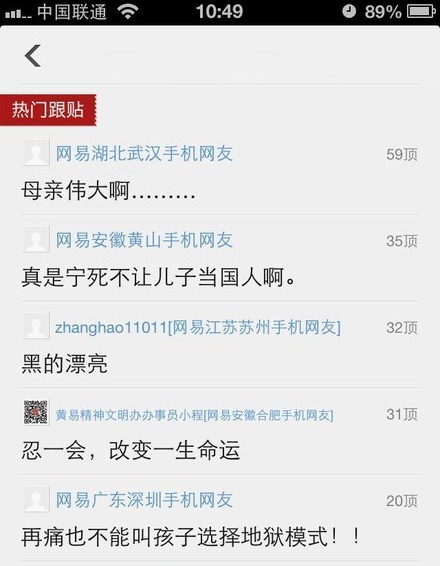 中国联通 10:49 89%
热门跟贴
网易湖北武汉手机网友 59顶
母亲伟大啊.........
网易安徽黄山手机网友 35顶
真是宁死不让儿子当国人啊。
zhanghao11011[网易江苏苏州手机网友] 32顶
黑的漂亮
黄易精神文明办办事员小程[网易安徽合肥手机网友] 31顶
忍一会，改变一生命运
网易广东深圳手机网友 20顶
再痛也不能叫孩子选择地狱模式！！